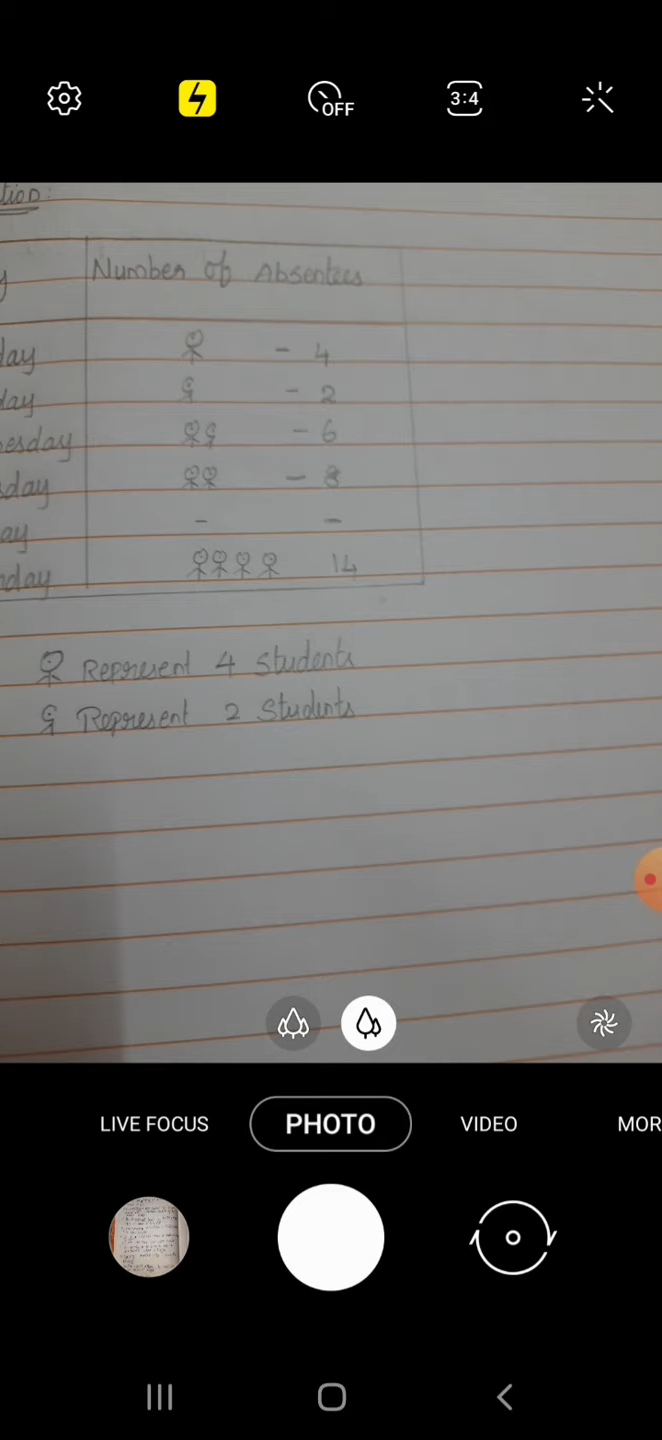 OFF
3:4
tion:
y Number of Absentees
day - 4
day - 2
nesday - 6
sday - 8
ay - -
nday 14
Represent 4 Students
Represent 2 Students
LIVE FOCUS PHOTO VIDEO MOR